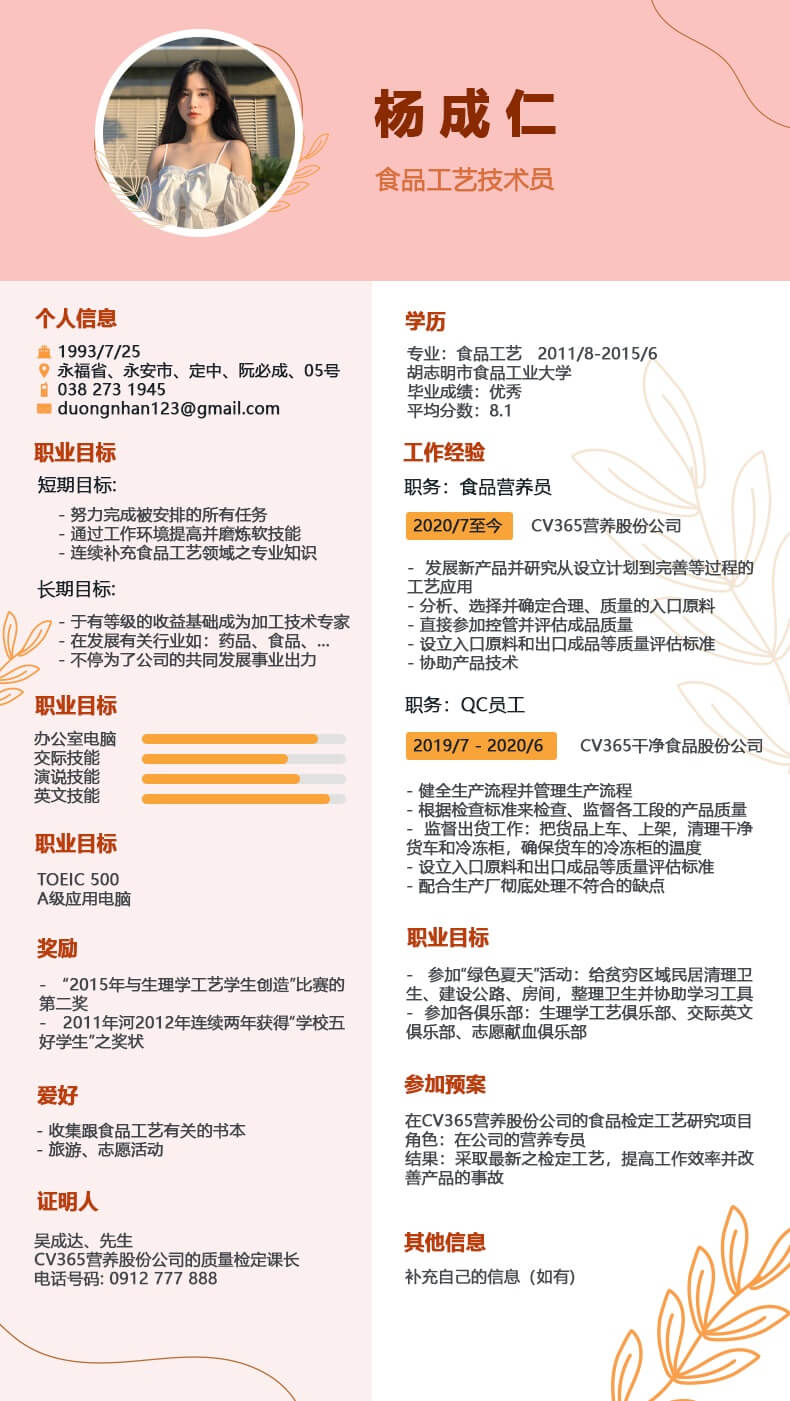 杨成仁
食品工艺技术员
个人信息
1993/7/25
永福省、永安市、定中、阮必成、05号
038 273 1945
duongnhan123@gmail.com
职业目标
短期目标:
- 努力完成被安排的所有任务
- 通过工作环境提高并磨炼软技能
- 连续补充食品工艺领域之专业知识
长期目标:
- 于有等级的收益基础成为加工技术专家
- 在发展有关行业如：药品、食品、...
- 不停为了公司的共同发展事业出力
职业目标
办公室电脑
交际技能
演说技能
英文技能
职业目标
TOEIC 500
A级应用电脑
奖励
- “2015年与生理学工艺学生创造”比赛的
第二奖
- 2011年河2012年连续两年获得”学校五
好学生”之奖状
爱好
- 收集跟食品工艺有关的书本
- 旅游、志愿活动
证明人
吴成达、先生
CV365营养股份公司的质量检定课长
电话号码: 0912 777 888
学历
专业：食品工艺 2011/8-2015/6
胡志明市食品工业大学
毕业成绩：优秀
平均分数：8.1
工作经验
职务：食品营养员
2020/7至今 CV365营养股份公司
- 发展新产品并研究从设立计划到完善等过程的
工艺应用
- 分析、选择并确定合理、质量的入口原料
- 直接参加控管并评估成品质量
- 设立入口原料和出口成品等质量评估标准
- 协助产品技术
职务：QC员工
2019/7 - 2020/6 CV365干净食品股份公司
- 健全生产流程并管理生产流程
- 根据检查标准来检查、监督各工段的产品质量
- 监督出货工作：把货品上车、上架，清理干净
货车和冷冻柜，确保货车的冷冻柜的温度
- 设立入口原料和出口成品等质量评估标准
- 配合生产厂彻底处理不符合的缺点
职业目标
- 参加“绿色夏天”活动：给贫穷区域民居清理卫
生、建设公路、房间，整理卫生并协助学习工具
- 参加各俱乐部：生理学工艺俱乐部、交际英文
俱乐部、志愿献血俱乐部
参加预案
在CV365营养股份公司的食品检定工艺研究项目
角色：在公司的营养专员
结果：采取最新之检定工艺，提高工作效率并改
善产品的事故
其他信息
补充自己的信息（如有)